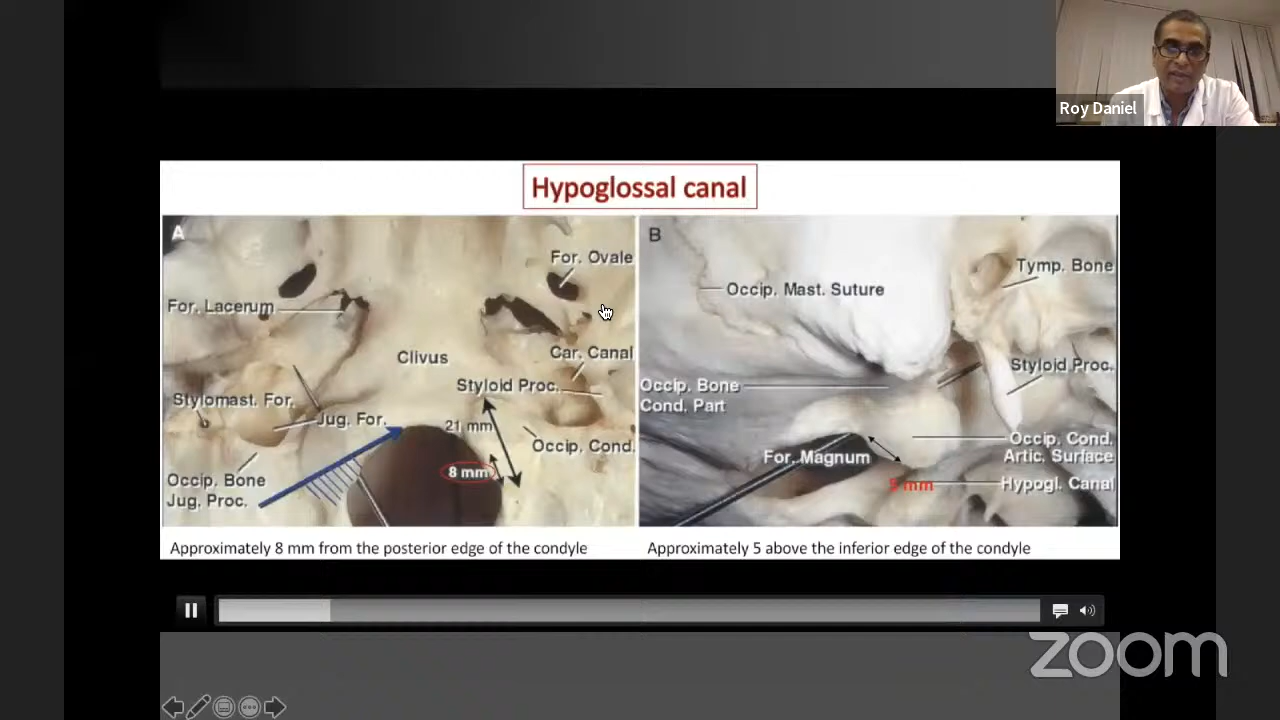 Roy Daniel
Hypoglossal canal
A
For. Ovale
For. Lacerum
Clivus
Car. Canal
Styloid Proc.
Stylomast. For.
Jug. For.
21 mm
Occip. Cond.
8 mm
Occip. Bone
Jug. Proc.
Approximately 8 mm from the posterior edge of the condyle
B
Tymp. Bone
Occip. Mast. Suture
Styloid Proc.
Occip. Bone
Cond. Part
For. Magnum
Occip. Cond.
Artic. Surface
5 mm
Hypogl. Canal
Approximately 5 above the inferior edge of the condyle
zoom